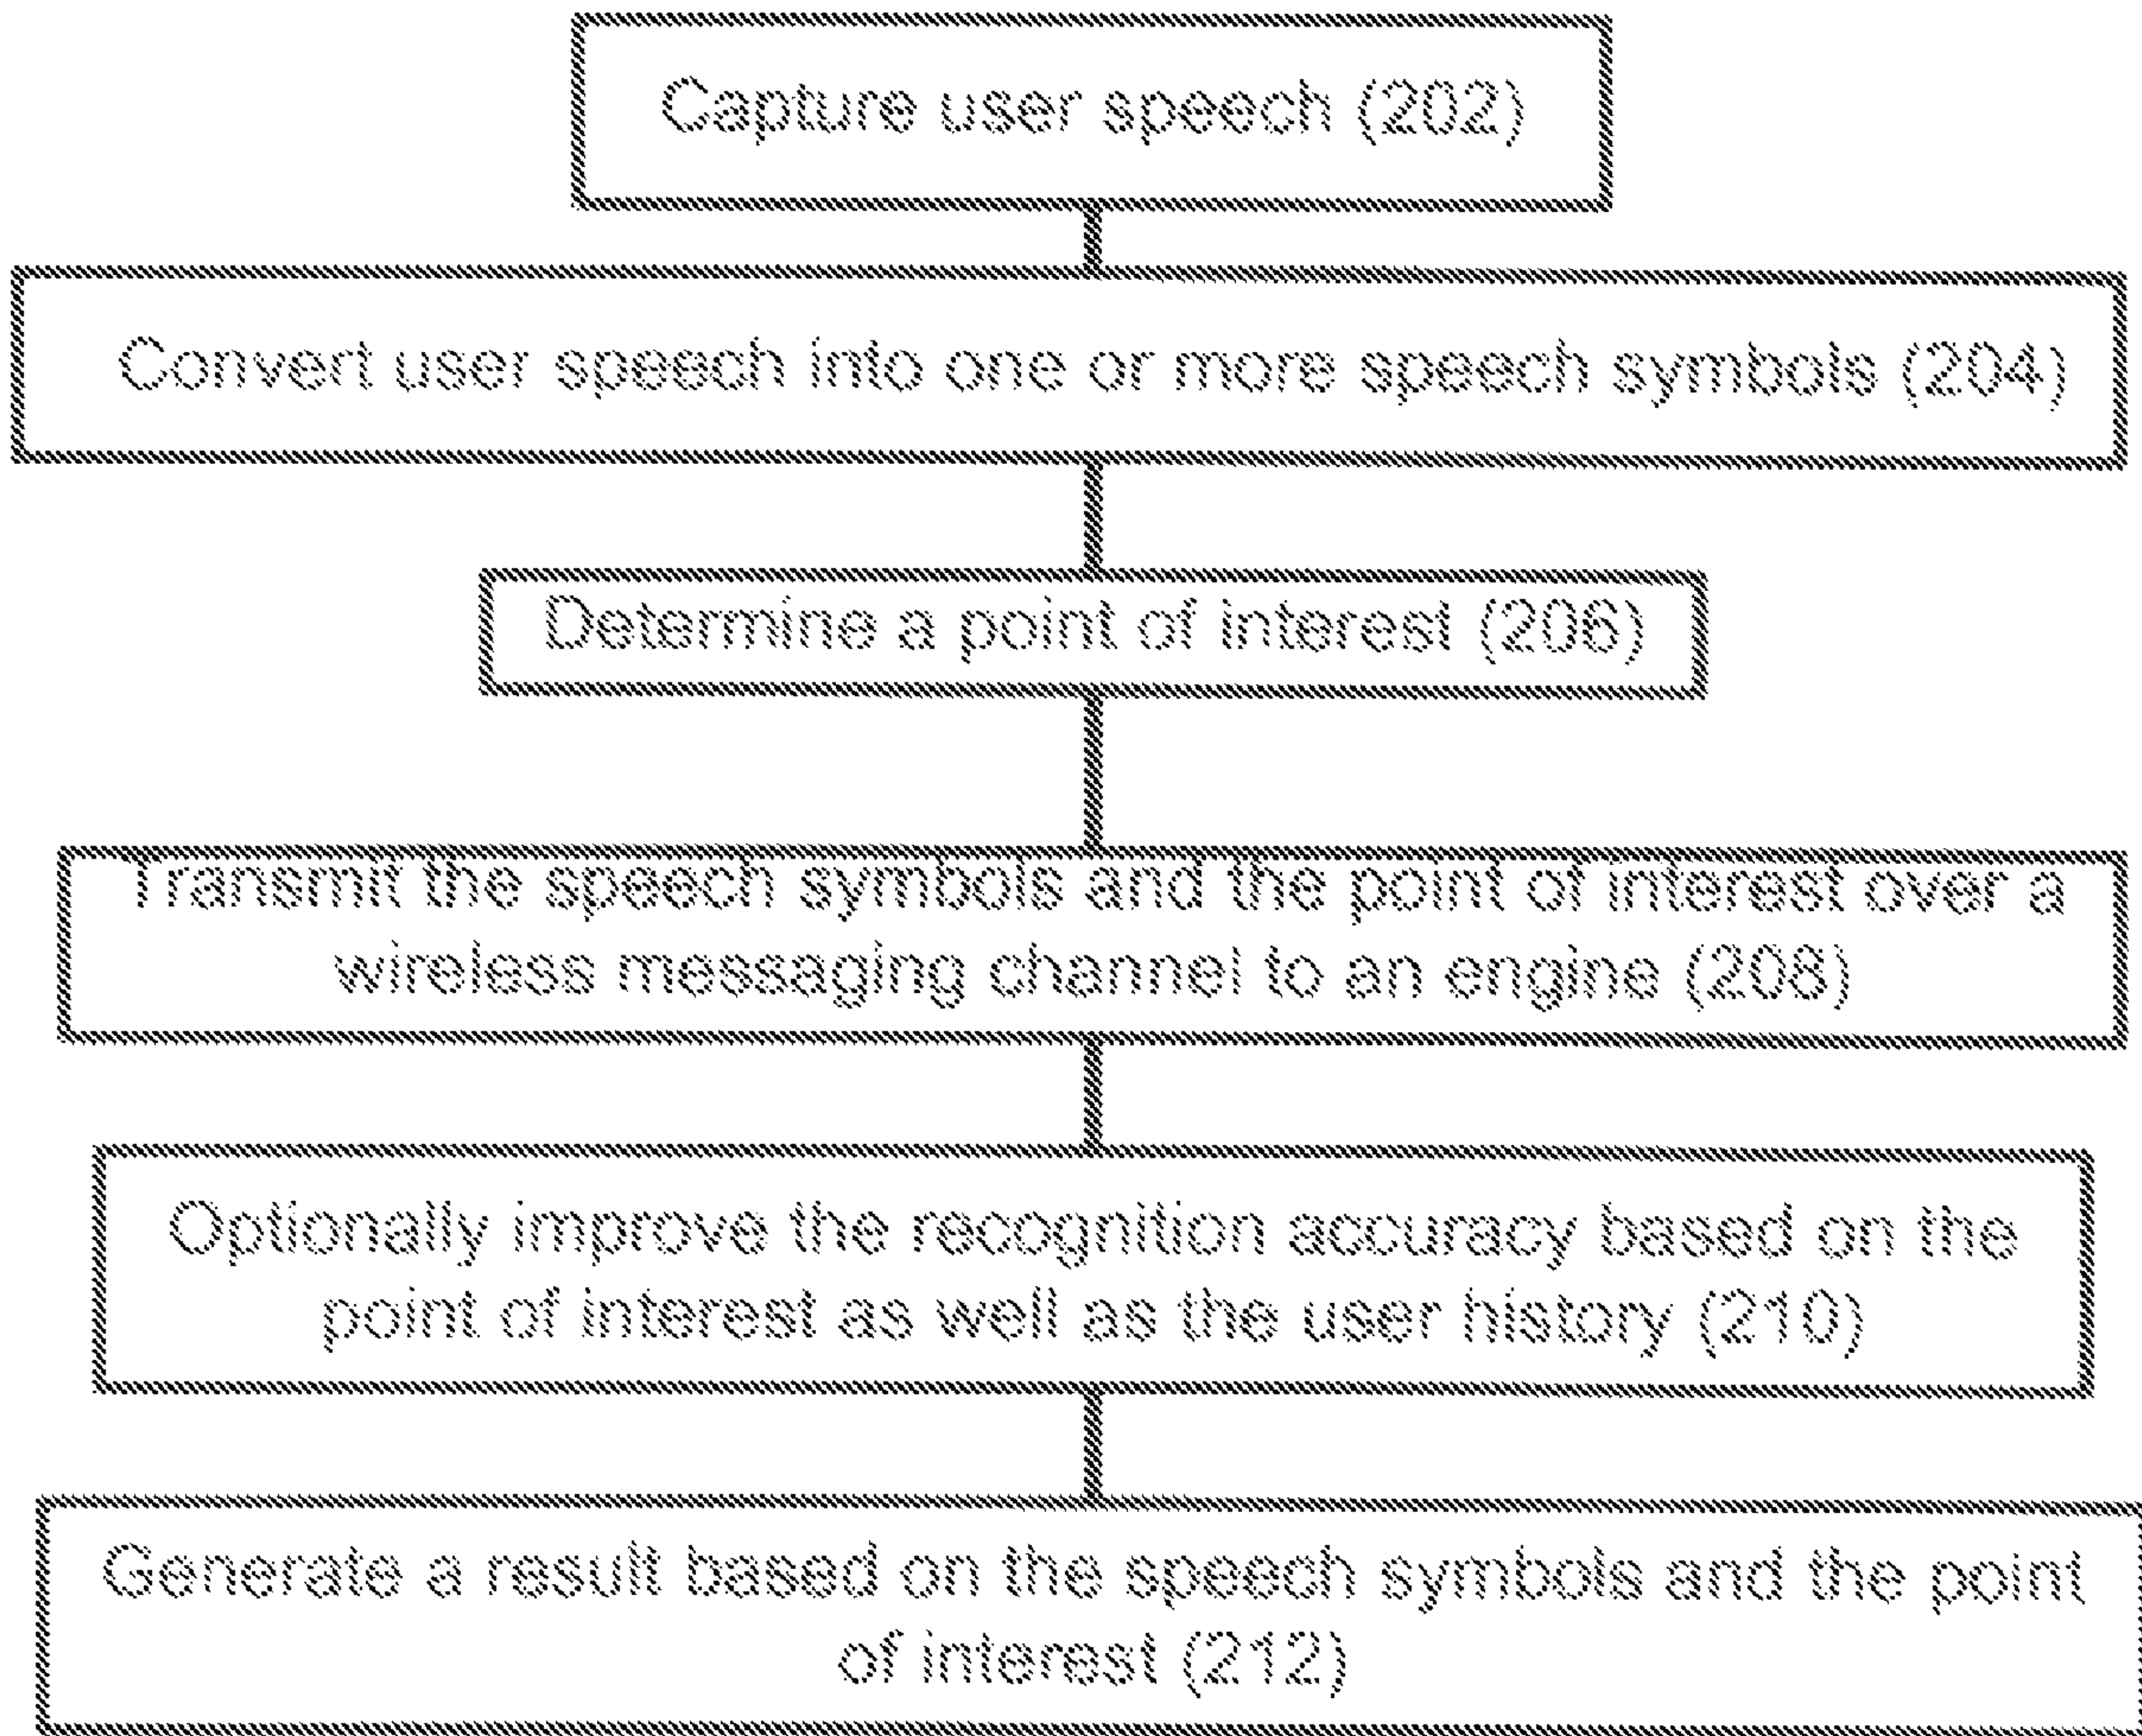 Capture user speech (202)
Convert user speech into one or more speech symbols (204)
Determine a point of interest (206)
Transmit the speech symbols and the point of interest over a
wireless messaging channel to an engine (208)
Optionally improve the recognition accuracy based on the
point of interest as well as the user history (210)
Generate a result based on the speech symbols and the point
of interest (212)